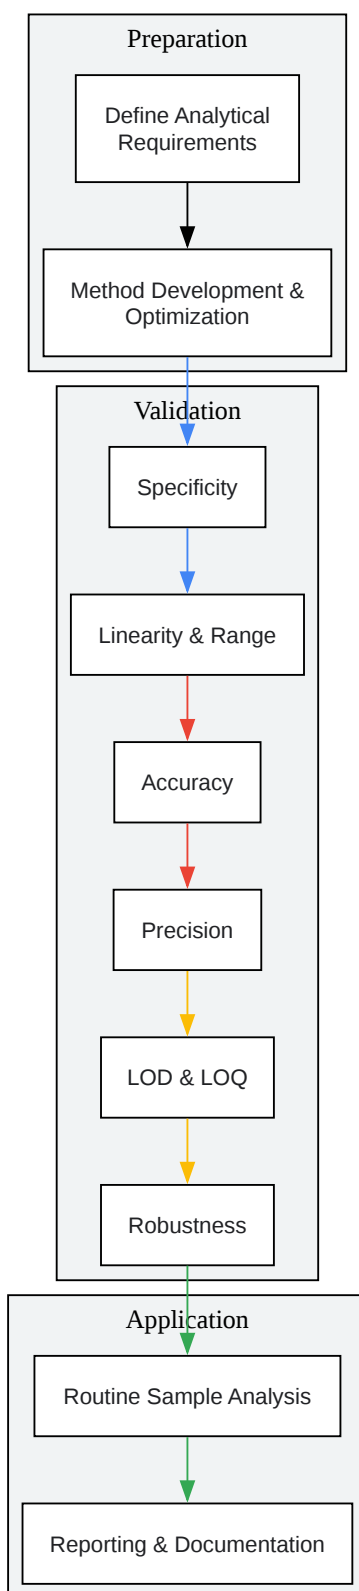 Preparation
Define Analytical
Requirements
Method Development &
Optimization
Validation
Specificity
Linearity & Range
Accuracy
Precision
LOD & LOQ
Robustness
Application
Routine Sample Analysis
Reporting & Documentation